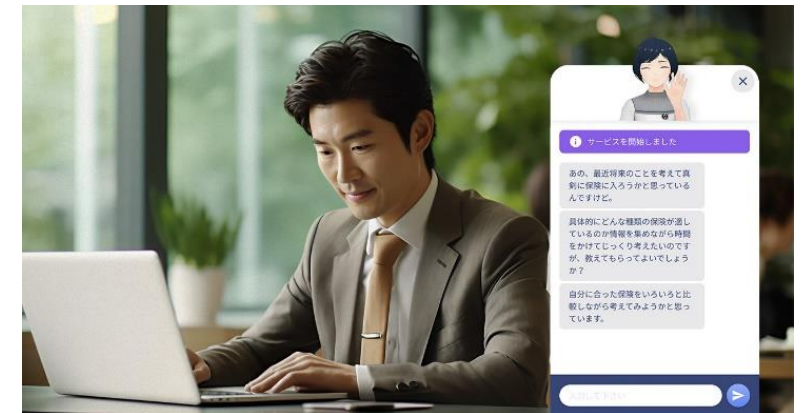 サービスを開始しました
あの、最近将来のことを考えて真
剣に保険に入ろうかと思っている
んですけど。
具体的にどんな種類の保険が適し
ているのか情報を集めながら時間
をかけてじっくり考えたいのです
が、教えてもらってよいでしょう
か？
自分に合った保険をいろいろと比
較しながら考えてみようかと思っ
ています。
入力して下さい